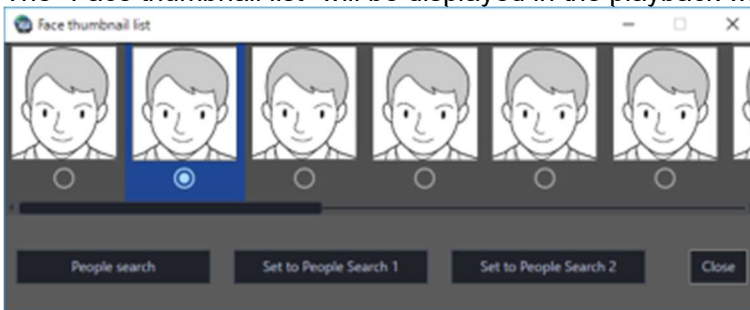 The "Face thumbnail list" will be displayed in the playback
Face thumbnail list
People search
Set to People Search 1
Set to People Search 2
Close